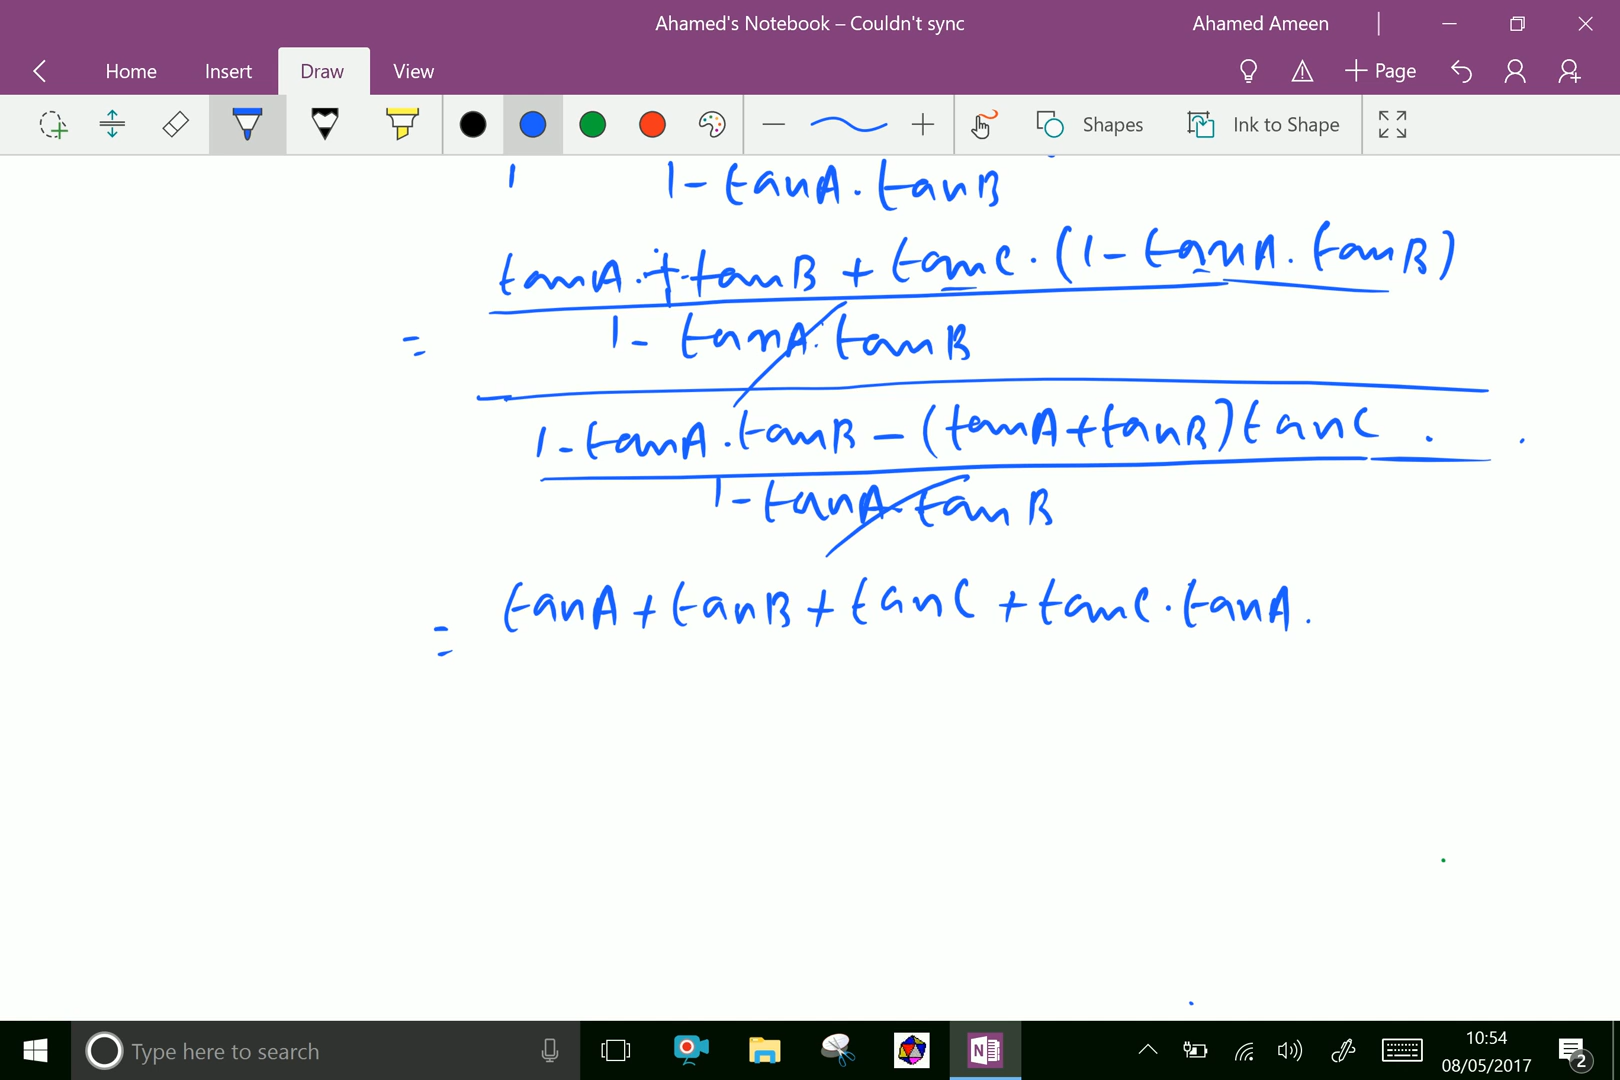 Ahamed's Notebook – Couldn't sync
Ahamed Ameen
Home Insert Draw View
Page
Shapes Ink to Shape
1 1 - tanA . tanB
tanA + tanB + tanC . (1 - tanA . tanB)
=
1 - tanA . tanB
1 - tanA . tanB - (tanA + tanB) tanC .
1 - tanA . tanB
= tanA + tanB + tanC + tanC . tanA .
Type here to search
N
10:54
08/05/2017
2